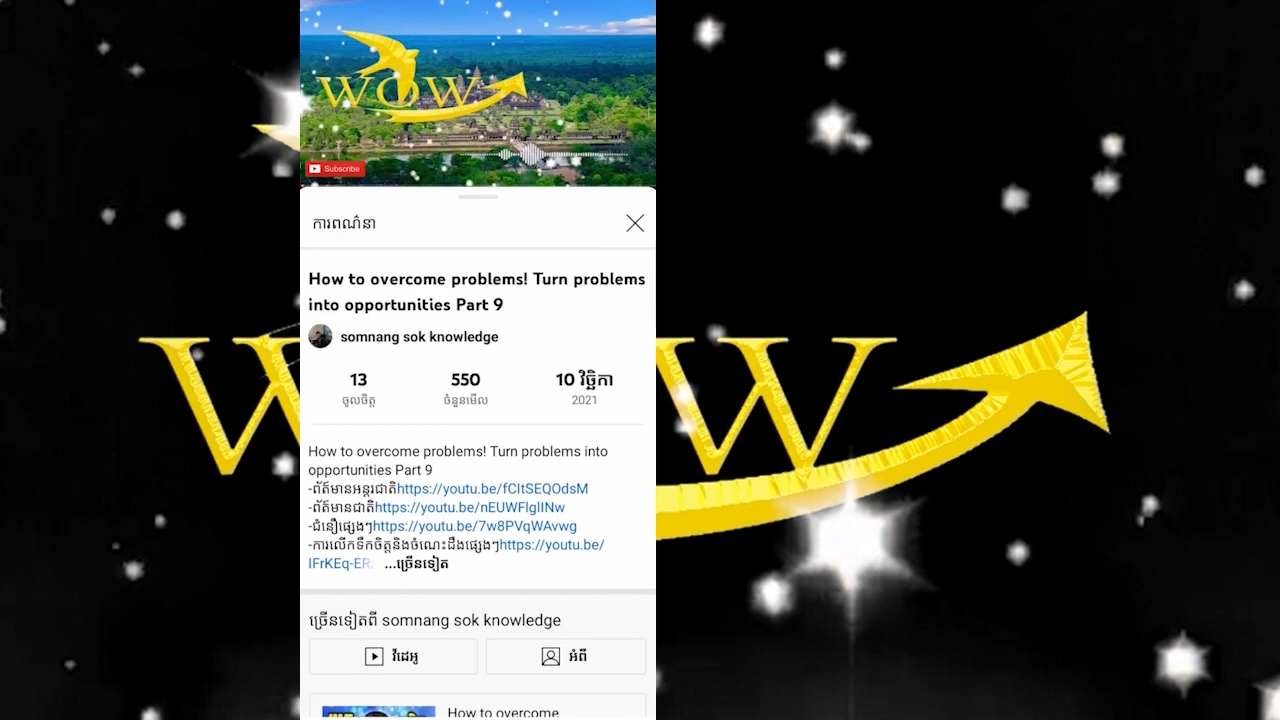 WOW
Subscribe
ការពណ៌នា
How to overcome problems! Turn problems
into opportunities Part 9
somnang sok knowledge
13 550 10 វិច្ឆិកា
ចូលចិត្ត ចំនួនមើល 2021
How to overcome problems! Turn problems into
opportunities Part 9
-ព័ត៍មានអន្តរជាតិhttps://youtu.be/fCItSEQOdsM
-ព័ត៍មានជាតិhttps://youtu.be/nEUWFlglINw
-ជំនឿផ្សេងៗhttps://youtu.be/7w8PVqWAvwg
-ការលើកទឹកចិត្តនិងចំណេះដឹងផ្សេងៗhttps://youtu.be/
IFrKEq-ER ...ច្រើនទៀត
ច្រើនទៀតពី somnang sok knowledge
វីដេអូ អំពី
How to overcome
W W